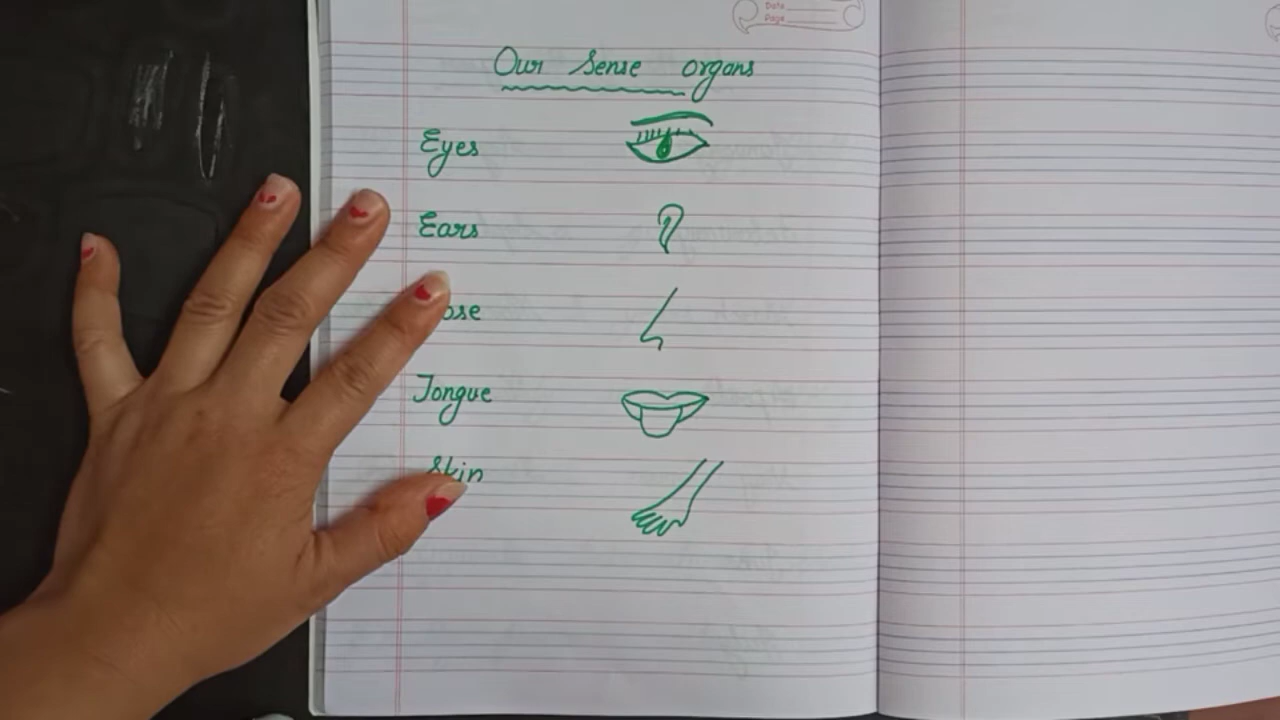 Date
Page
Our Sense organs
Eyes
Ears
ose
Tongue
Skin